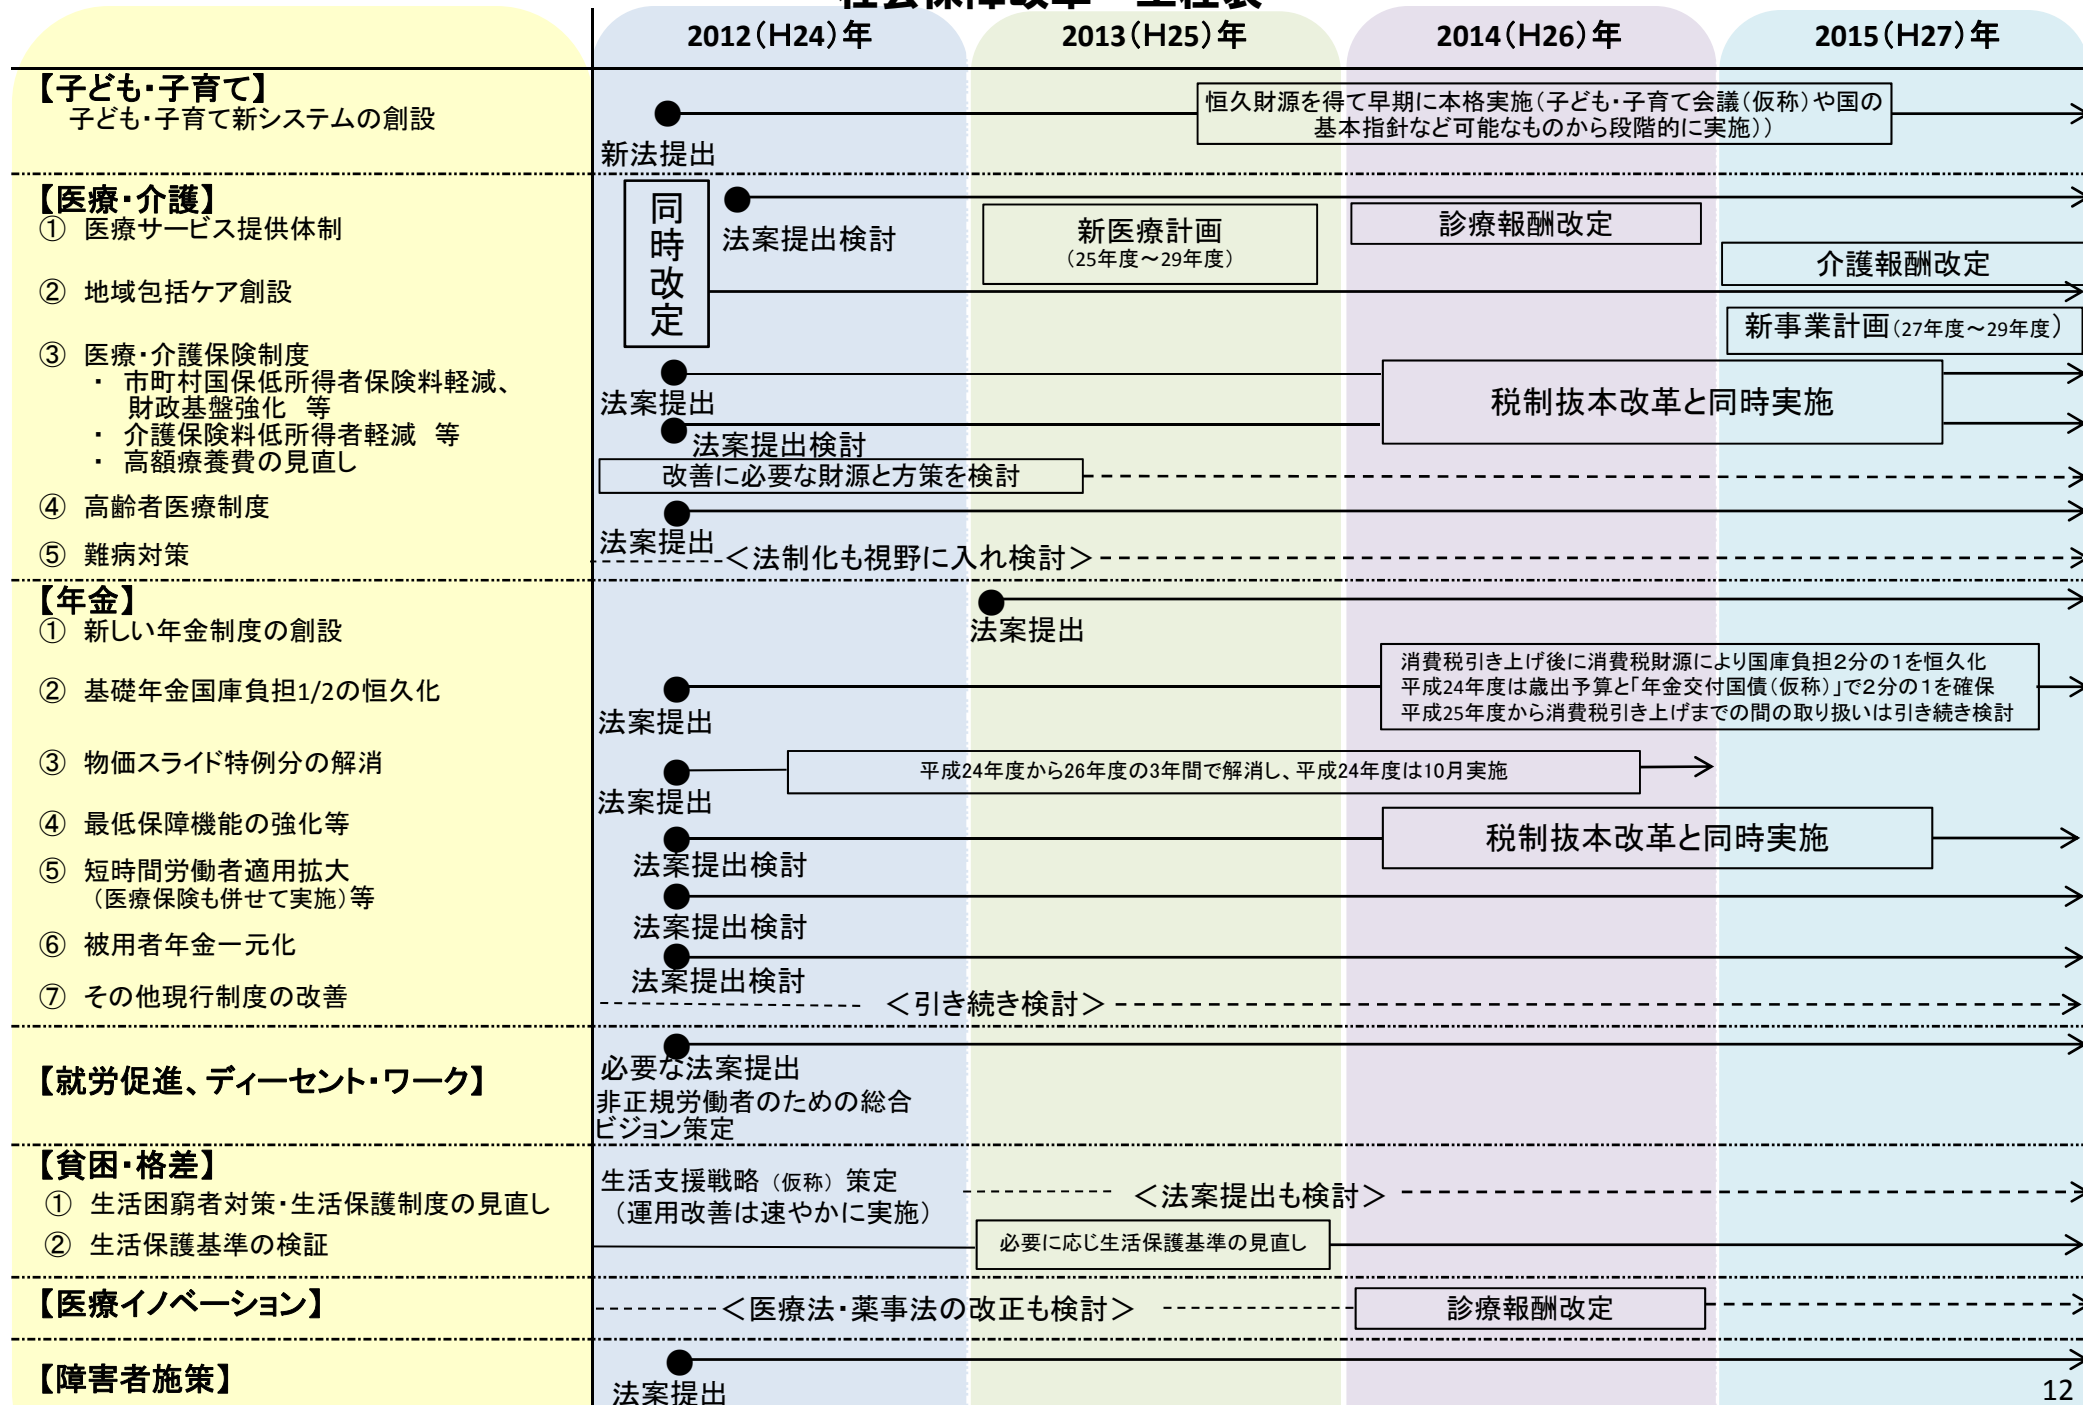 社会保障改革 工程表
2012(H24)年
2013(H25)年
2014(H26)年
2015(H27)年
【子ども・子育て】
子ども・子育て新システムの創設
新法提出
恒久財源を得て早期に本格実施(子ども・子育て会議(仮称)や国の
基本指針など可能なものから段階的に実施))
【医療・介護】
① 医療サービス提供体制
同時改定
法案提出検討
新医療計画
(25年度～29年度)
診療報酬改定
介護報酬改定
② 地域包括ケア創設
新事業計画(27年度～29年度)
③ 医療・介護保険制度
・ 市町村国保低所得者保険料軽減、
財政基盤強化 等
・ 介護保険料低所得者軽減 等
・ 高額療養費の見直し
法案提出
法案提出検討
税制抜本改革と同時実施
改善に必要な財源と方策を検討
④ 高齢者医療制度
法案提出
⑤ 難病対策
＜法制化も視野に入れ検討＞
【年金】
① 新しい年金制度の創設
法案提出
② 基礎年金国庫負担1/2の恒久化
法案提出
消費税引き上げ後に消費税財源により国庫負担2分の1を恒久化
平成24年度は歳出予算と「年金交付国債(仮称)」で2分の1を確保
平成25年度から消費税引き上げまでの間の取り扱いは引き続き検討
③ 物価スライド特例分の解消
法案提出
平成24年度から26年度の3年間で解消し、平成24年度は10月実施
④ 最低保障機能の強化等
法案提出検討
税制抜本改革と同時実施
⑤ 短時間労働者適用拡大
(医療保険も併せて実施)等
法案提出検討
⑥ 被用者年金一元化
法案提出検討
⑦ その他現行制度の改善
＜引き続き検討＞
【就労促進、ディーセント・ワーク】
必要な法案提出
非正規労働者のための総合
ビジョン策定
【貧困・格差】
① 生活困窮者対策・生活保護制度の見直し
生活支援戦略(仮称)策定
(運用改善は速やかに実施)
＜法案提出も検討＞
② 生活保護基準の検証
必要に応じ生活保護基準の見直し
【医療イノベーション】
＜医療法・薬事法の改正も検討＞
診療報酬改定
【障害者施策】
法案提出
12